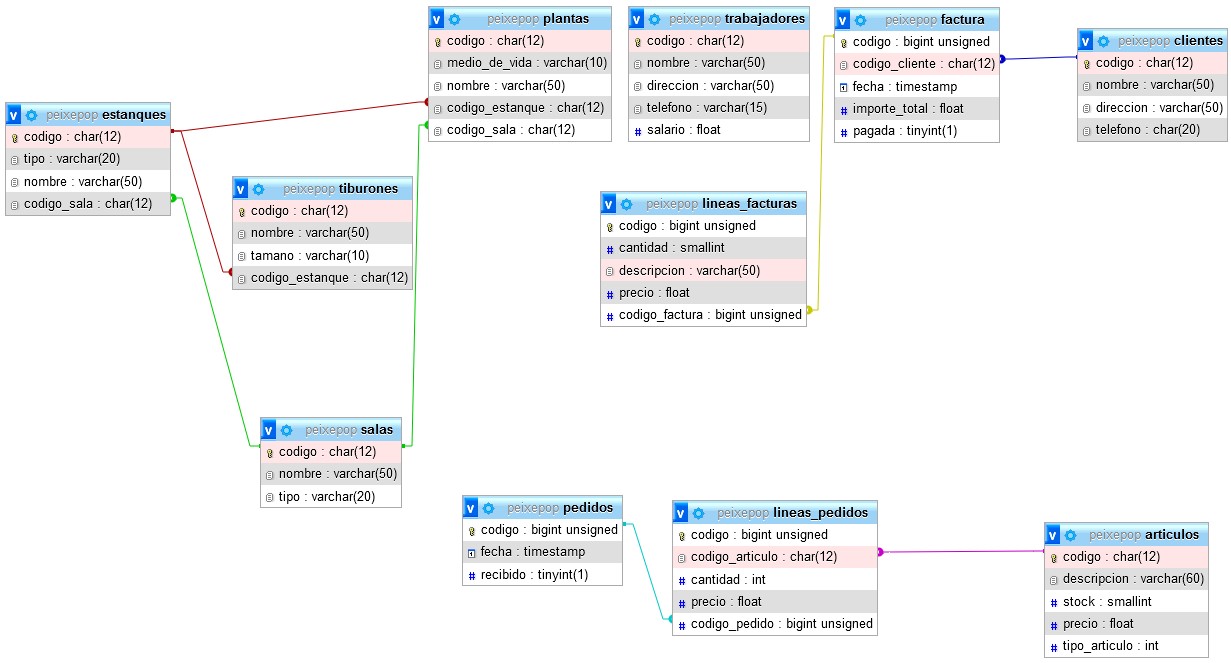 peixepop estanques
codigo : char(12)
tipo : varchar(20)
nombre : varchar(50)
codigo_sala : char(12)
peixepop tiburones
codigo : char(12)
nombre : varchar(50)
tamano : varchar(10)
codigo_estanque : char(12)
peixepop plantas
codigo : char(12)
medio_de_vida : varchar(10)
nombre : varchar(50)
codigo_estanque : char(12)
codigo_sala : char(12)
peixepop trabajadores
codigo : char(12)
nombre : varchar(50)
direccion : varchar(50)
telefono : varchar(15)
# salario : float
peixepop factura
codigo : bigint unsigned
codigo_cliente : char(12)
fecha : timestamp
# importe_total : float
# pagada : tinyint(1)
peixepop clientes
codigo : char(12)
nombre : varchar(50)
direccion : varchar(50)
telefono : char(20)
peixepop lineas_facturas
codigo : bigint unsigned
# cantidad : smallint
descripcion : varchar(50)
# precio : float
# codigo_factura : bigint unsigned
peixepop salas
codigo : char(12)
nombre : varchar(50)
tipo : varchar(20)
peixepop pedidos
codigo : bigint unsigned
fecha : timestamp
# recibido : tinyint(1)
peixepop lineas_pedidos
codigo : bigint unsigned
codigo_articulo : char(12)
# cantidad : int
# precio : float
# codigo_pedido : bigint unsigned
peixepop articulos
codigo : char(12)
descripcion : varchar(60)
# stock : smallint
# precio : float
# tipo_articulo : int